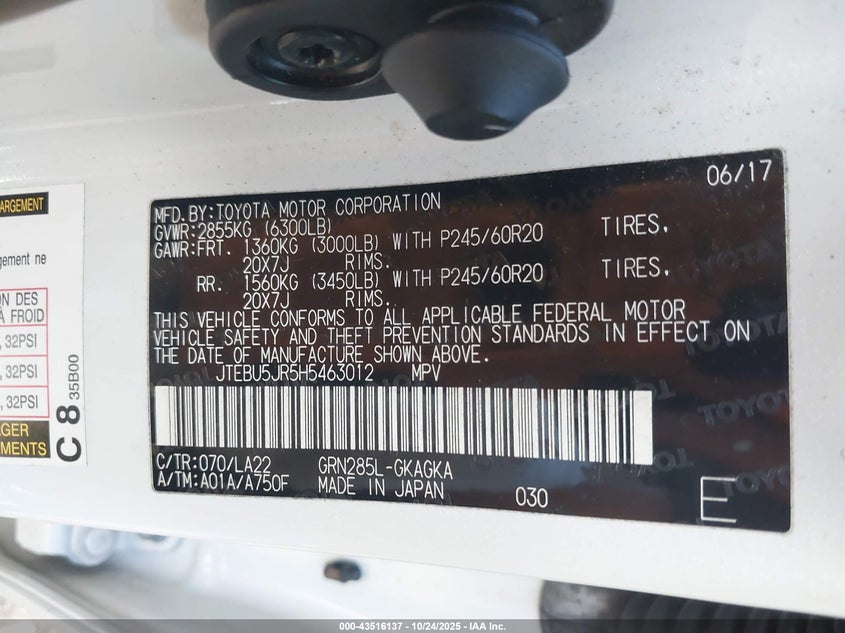 ARGEMENT
gement ne
ON DES
À FROID
, 32PSI
, 32PSI
, 32PSI
C 8 35B00
GER
EMENTS
06/17
MFD.BY:TOYOTA MOTOR CORPORATION
GVWR:2855KG (6300LB)
GAWR:FRT. 1360KG (3000LB) WITH P245/60R20 TIRES,
20X7J RIMS.
RR. 1560KG (3450LB) WITH P245/60R20 TIRES,
20X7J RIMS.
THIS VEHICLE CONFORMS TO ALL APPLICABLE FEDERAL MOTOR
VEHICLE SAFETY AND THEFT PREVENTION STANDARDS IN EFFECT ON
THE DATE OF MANUFACTURE SHOWN ABOVE.
JTEBU5JR5H5463012 MPV
C/TR:070/LA22 GRN285L-GKAGKA
A/TM:A01A/A750F MADE IN JAPAN 030 E
000-43516137 - 10/24/2025 - IAA Inc.